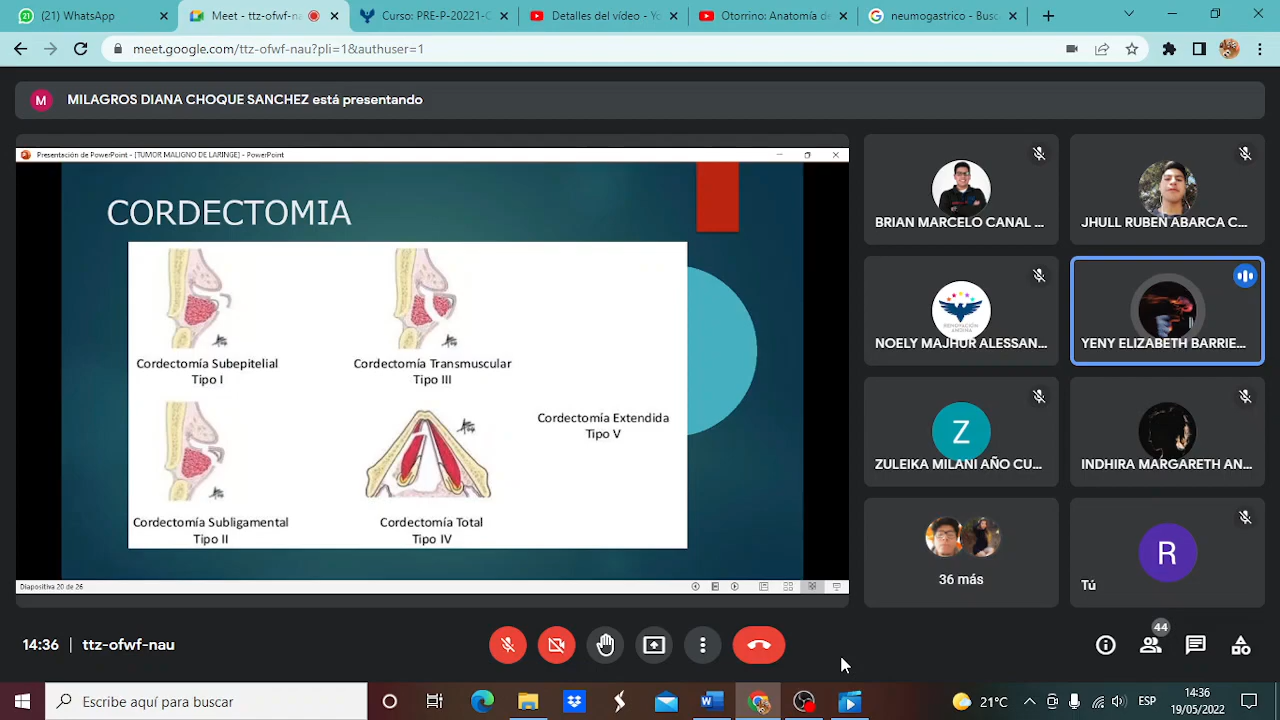 (21) WhatsApp
Meet - ttz-ofwf-na
Curso: PRE-P-20221-C
Detalles del vídeo - Yo
Otorrino: Anatomía de
neumogastrico - Busc
meet.google.com/ttz-ofwf-nau?pli=1&authuser=1
M
MILAGROS DIANA CHOQUE SANCHEZ está presentando
Presentación de PowerPoint - [TUMOR MALIGNO DE LARINGE] - PowerPoint
CORDECTOMIA
Cordectomía Subepitelial
Tipo I
Cordectomía Transmuscular
Tipo III
Cordectomía Extendida
Tipo V
Cordectomía Subligamental
Tipo II
Cordectomía Total
Tipo IV
Diapositiva 20 de 26
BRIAN MARCELO CANAL ...
JHULL RUBEN ABARCA C...
RENOVACIÓN
ANDINA
NOELY MAJHUR ALESSAN...
YENY ELIZABETH BARRIE...
Z
ZULEIKA MILANI AÑO CU...
INDHIRA MARGARETH AN...
36 más
R
Tú
14:36
ttz-ofwf-nau
44
Escribe aquí para buscar
21°C
ESP
14:36
19/05/2022